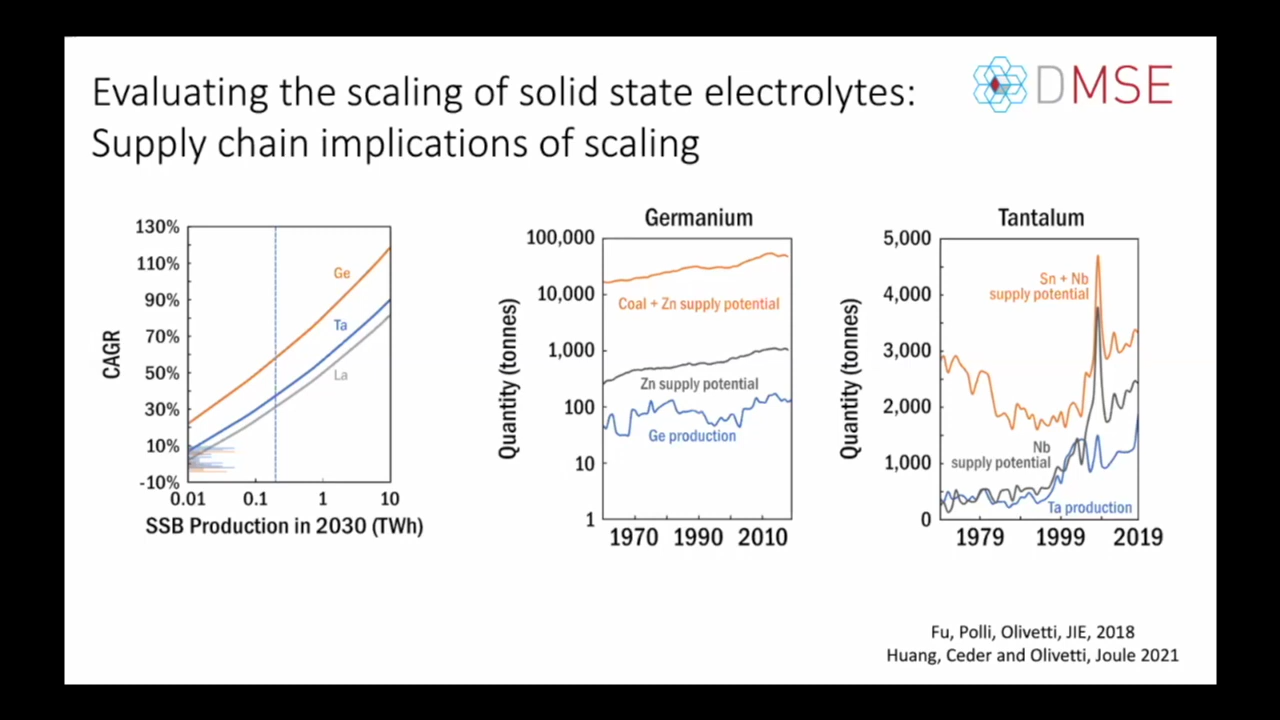 Evaluating the scaling of solid state electrolytes:
Supply chain implications of scaling
DMSE
130%
110%
90%
70%
50%
30%
10%
-10%
CAGR
Ge
Ta
La
0.01
0.1
1
10
SSB Production in 2030 (TWh)
Germanium
100,000
10,000
1,000
100
10
1
Quantity (tonnes)
Coal + Zn supply potential
Zn supply potential
Ge production
1970 1990 2010
Tantalum
5,000
4,000
3,000
2,000
1,000
0
Quantity (tonnes)
Sn + Nb
supply potential
Nb
supply potential
Ta production
1979 1999 2019
Fu, Polli, Olivetti, JIE, 2018
Huang, Ceder and Olivetti, Joule 2021